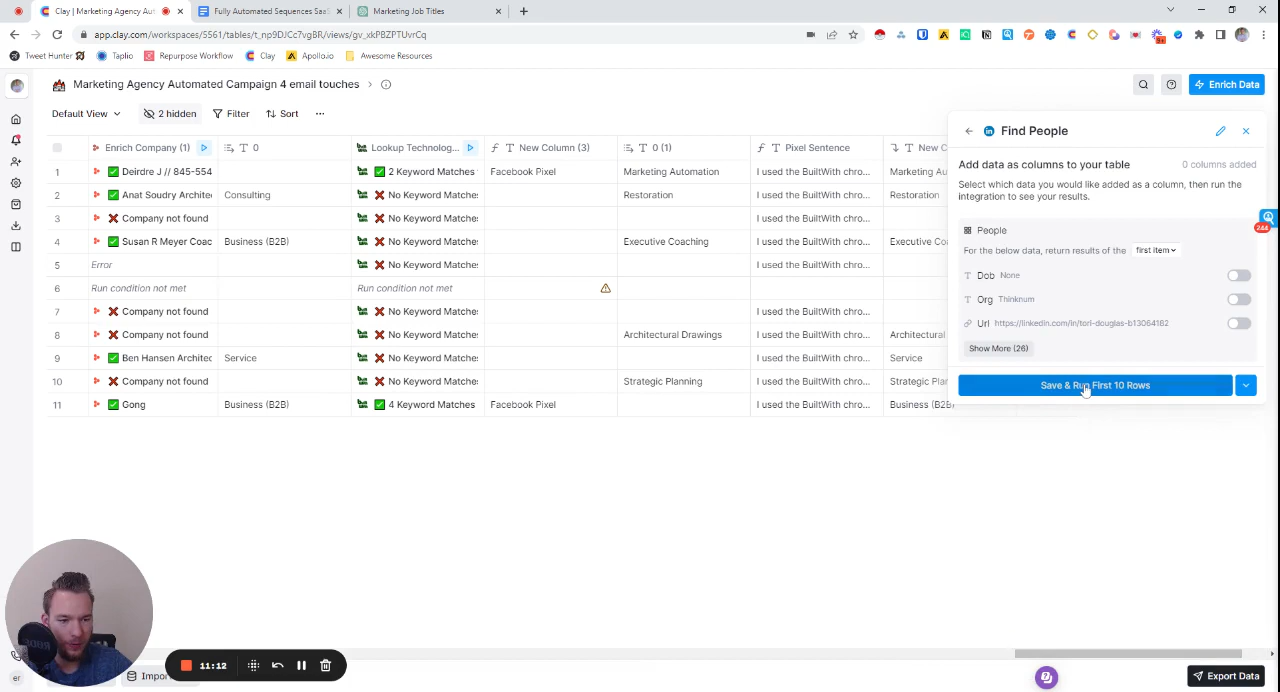 Clay | Marketing Agency Aut
Fully Automated Sequences SaaS
Marketing Job Titles
app.clay.com/workspaces/5561/tables/t_np9DJCc7vgBR/views/gv_xkPBZPTUvrCq
Tweet Hunter
Taplio
Repurpose Workflow
Clay
Apollo.io
Awesome Resources
Marketing Agency Automated Campaign 4 email touches
Enrich Data
Default View
2 hidden
Filter
Sort
Enrich Company (1) T 0 Lookup Technolog... New Column (3) T 0 (1) Pixel Sentence New C
1 Deirdre J // 845-554 2 Keyword Matches Facebook Pixel Marketing Automation I used the BuiltWith chro... Marketing Au
2 Anat Soudry Architec Consulting No Keyword Matches Restoration I used the BuiltWith chro... Restoration
3 Company not found No Keyword Matches I used the BuiltWith chro...
4 Susan R Meyer Coac Business (B2B) No Keyword Matches Executive Coaching I used the BuiltWith chro... Executive Co
5 Error No Keyword Matches I used the BuiltWith chro...
6 Run condition not met Run condition not met
7 Company not found No Keyword Matches I used the BuiltWith chro...
8 Company not found No Keyword Matches Architectural Drawings I used the BuiltWith chro... Architectural
9 Ben Hansen Architec Service No Keyword Matches I used the BuiltWith chro... Service
10 Company not found No Keyword Matches Strategic Planning I used the BuiltWith chro... Strategic Plan
11 Gong Business (B2B) 4 Keyword Matches Facebook Pixel I used the BuiltWith chro... Business (B2B)
Find People
Add data as columns to your table 0 columns added
Select which data you would like added as a column, then run the
integration to see your results.
People
For the below data, return results of the first item
T Dob None
T Org Thinknum
Url https://linkedin.com/in/tori-douglas-b13064182
Show More (26)
Save & Run First 10 Rows
244
RODE
11:12
er
Impor
Export Data